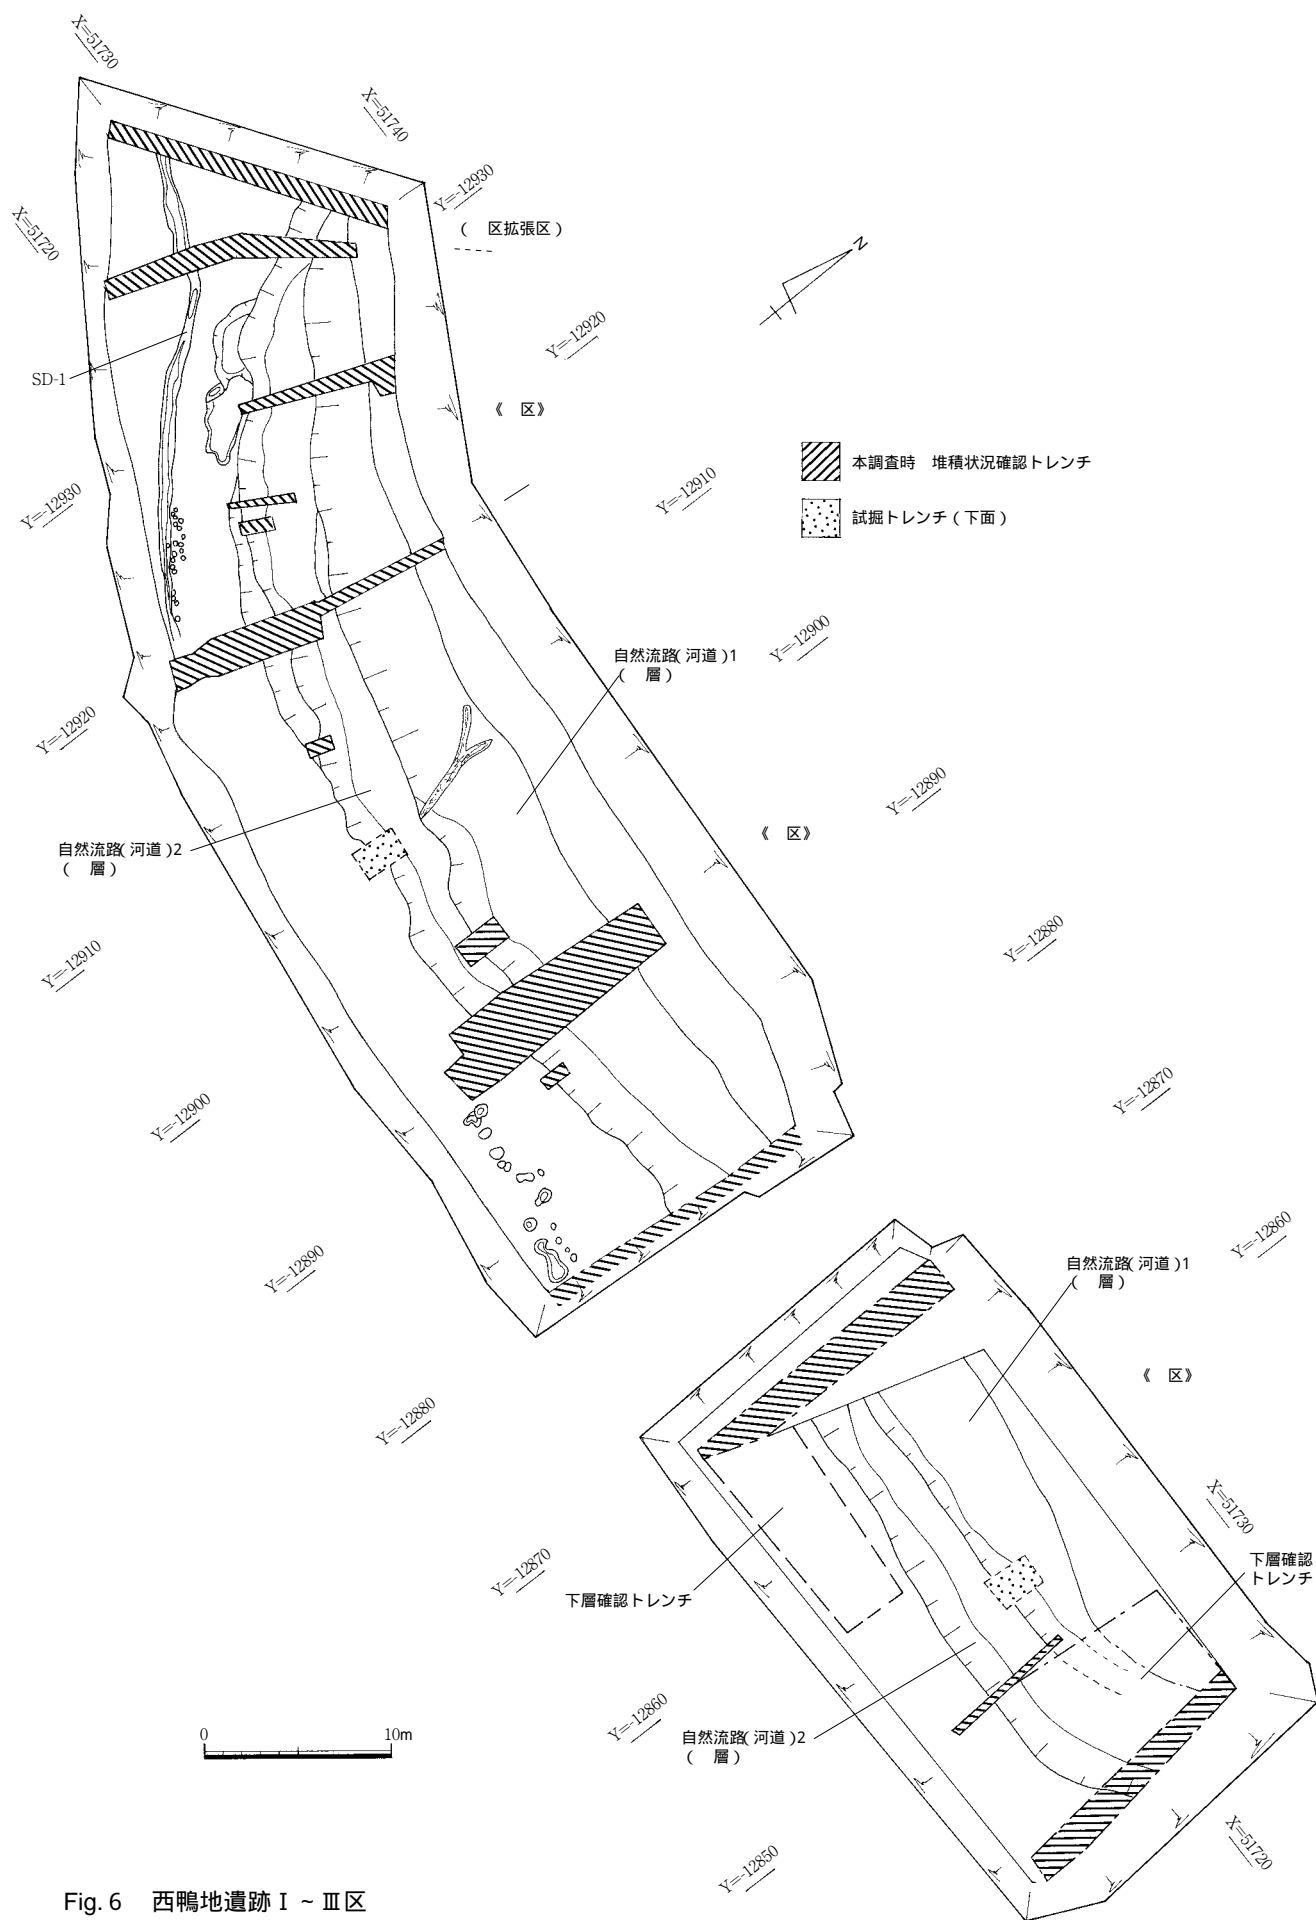 X=51730
X=51740
Y=-12930
( 区拡張区)
X=51720
N
Y=-12920
SD-1
《 区》
本調査時 堆積状況確認トレンチ
Y=-12910
Y=-12930
試掘トレンチ(下面)
Y=-12900
自然流路(河道)1
( 層)
Y=-12920
Y=-12890
《 区》
自然流路(河道)2
( 層)
Y=-12880
Y=-12910
Y=-12870
Y=-12900
Y=-12860
自然流路(河道)1
( 層)
Y=-12890
《 区》
Y=-12880
X=51730
下層確認
トレンチ
Y=-12870
下層確認トレンチ
Y=-12860
自然流路(河道)2
( 層)
0 10m
X=51720
Y=-12850
Fig. 6 西鴨地遺跡Ⅰ~Ⅲ区